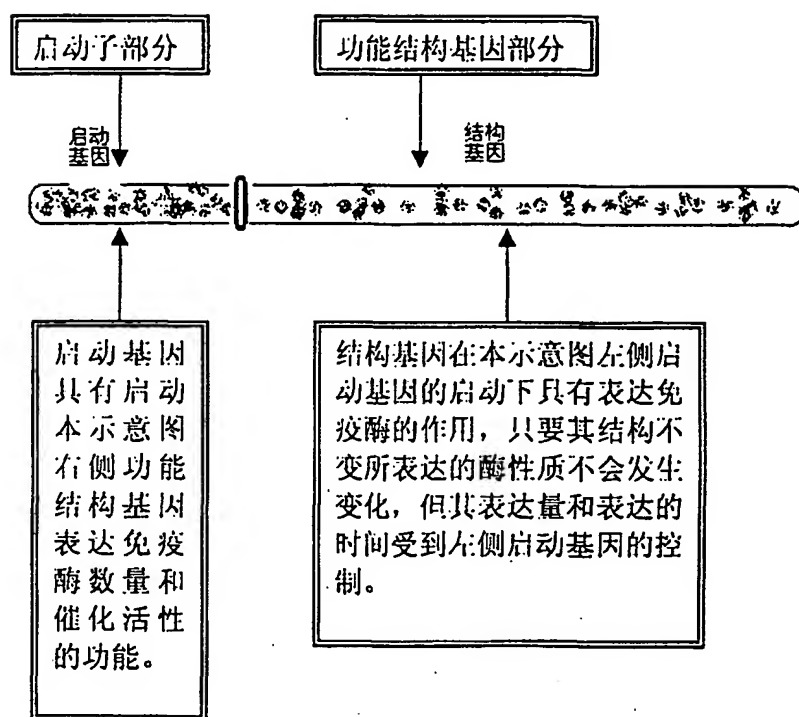 启动子部分
功能结构基因部分
启动
基因
结构
基因
启动基因
具有启动
本示意图
右侧功能
结构基因
表达免疫
酶数量和
催化活性
的功能。
结构基因在本示意图左侧启
动基因的启动下具有表达免
疫酶的作用，只要其结构不
变所表达的酶性质不会发生
变化，但其表达量和表达的
时间受到左侧启动基因的控
制。